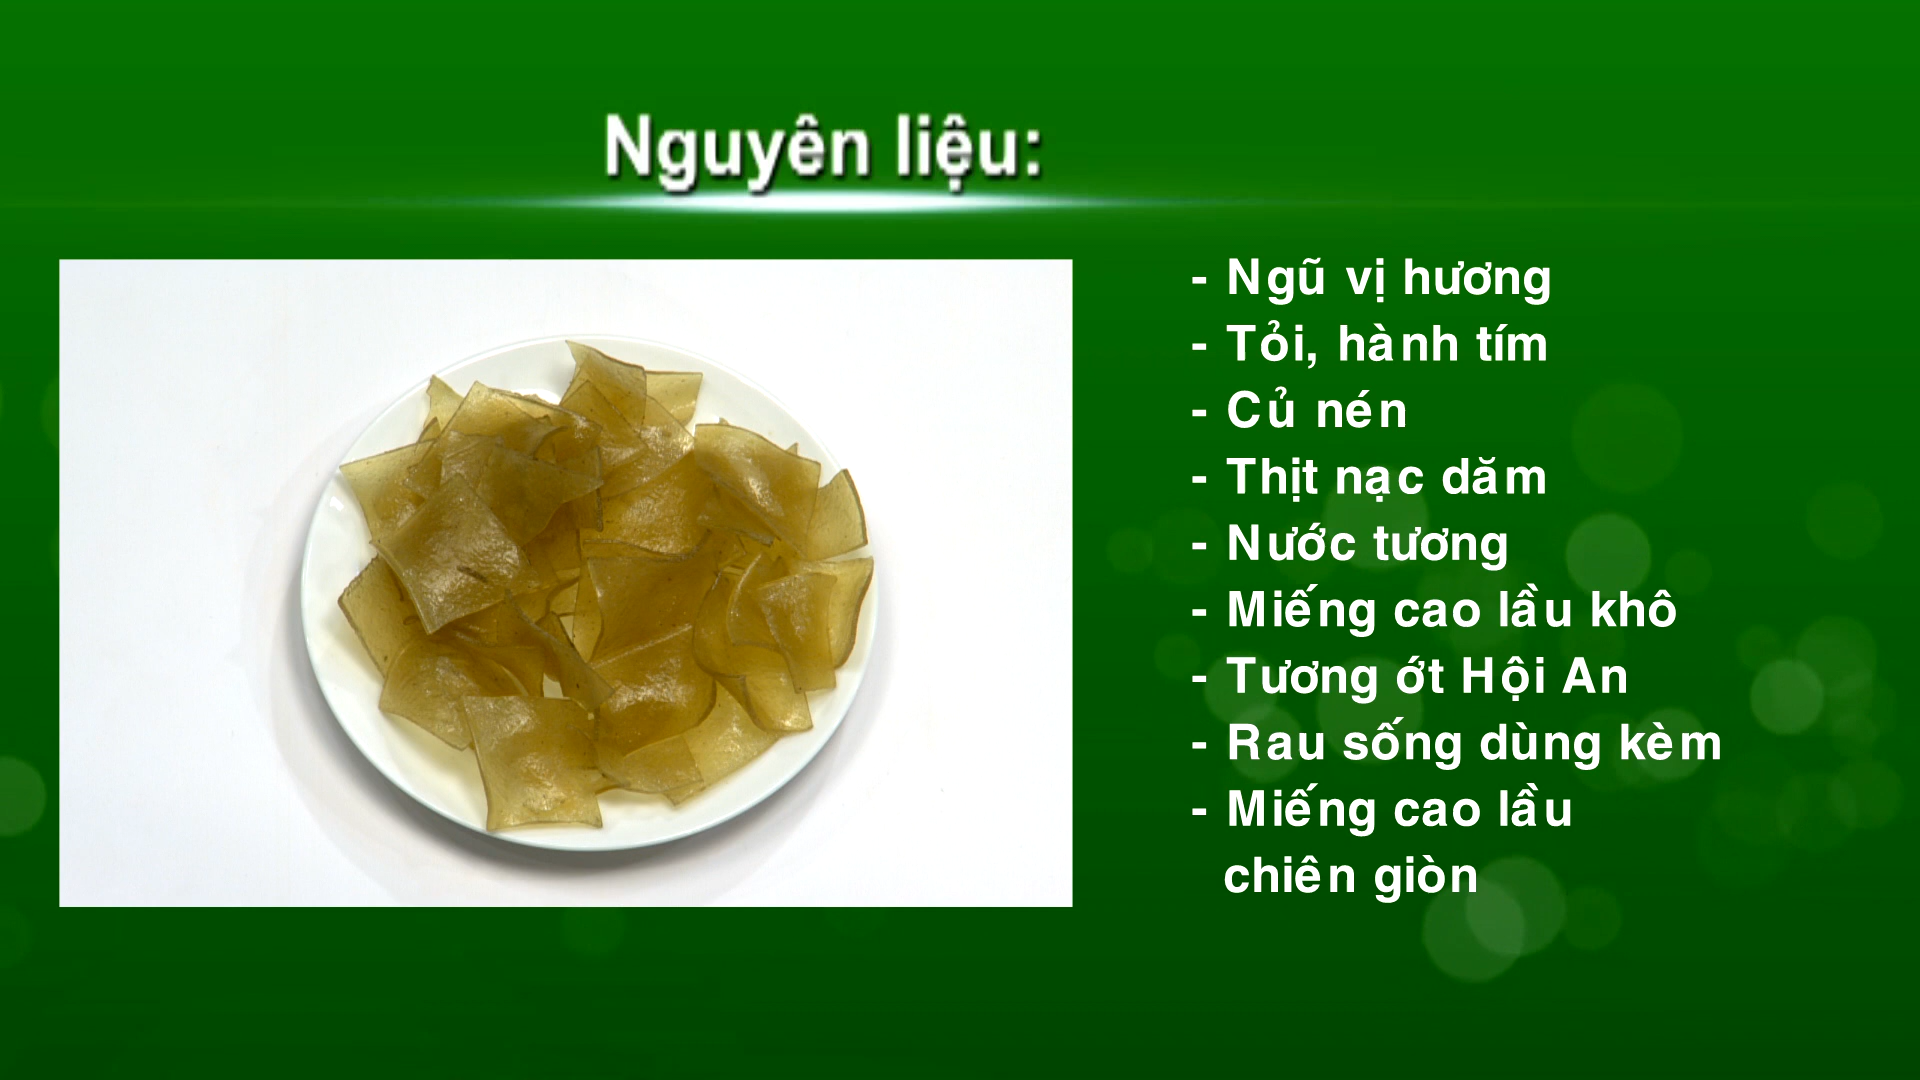 Nguyên liệu:
- Ngũ vị hương
- Tỏi, hành tím
- Củ nén
- Thịt nạc dăm
- Nước tương
- Miếng cao lầu khô
- Tương ớt Hội An
- Rau sống dùng kèm
- Miếng cao lầu
chiên giòn